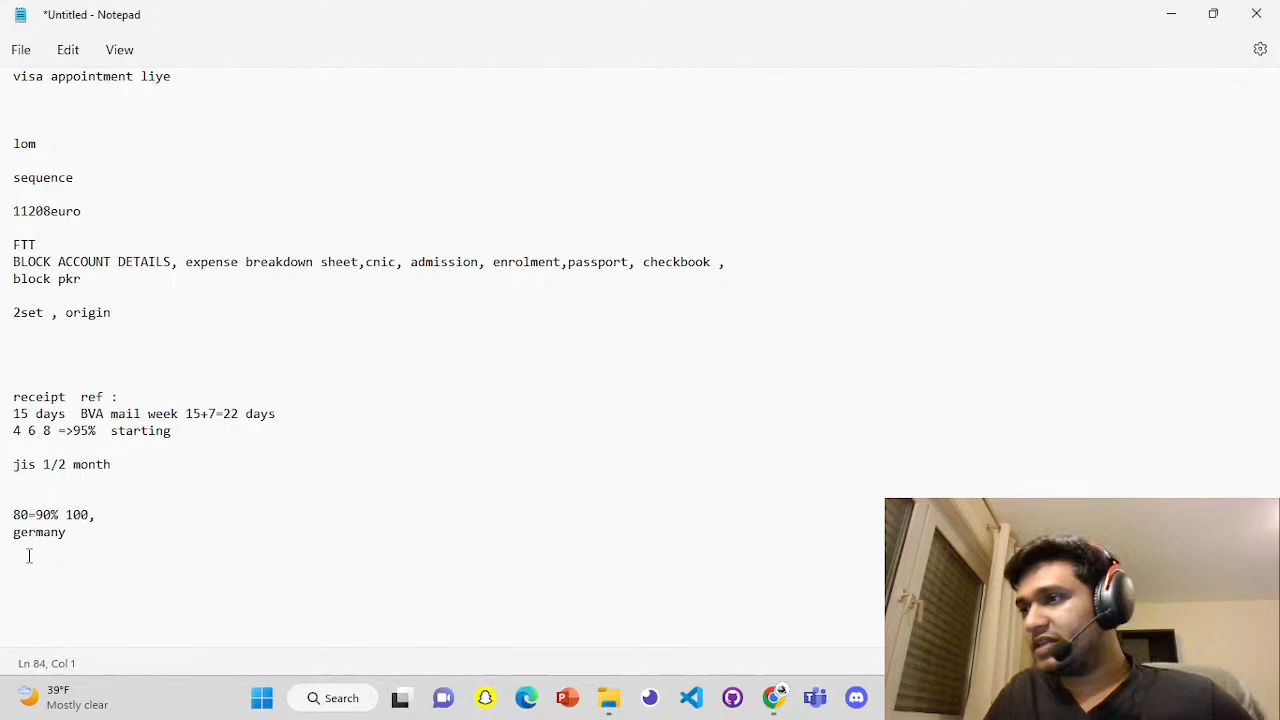 *Untitled - Notepad
File Edit View
visa appointment liye
lom
sequence
11208euro
FTT
BLOCK ACCOUNT DETAILS, expense breakdown sheet,cnic, admission, enrolment,passport, checkbook ,
block pkr
2set , origin
receipt  ref :
15 days  BVA mail week 15+7=22 days
4 6 8 =>95%  starting
jis 1/2 month
80=90% 100,
germany
Ln 84, Col 1
39°F
Mostly clear
Search